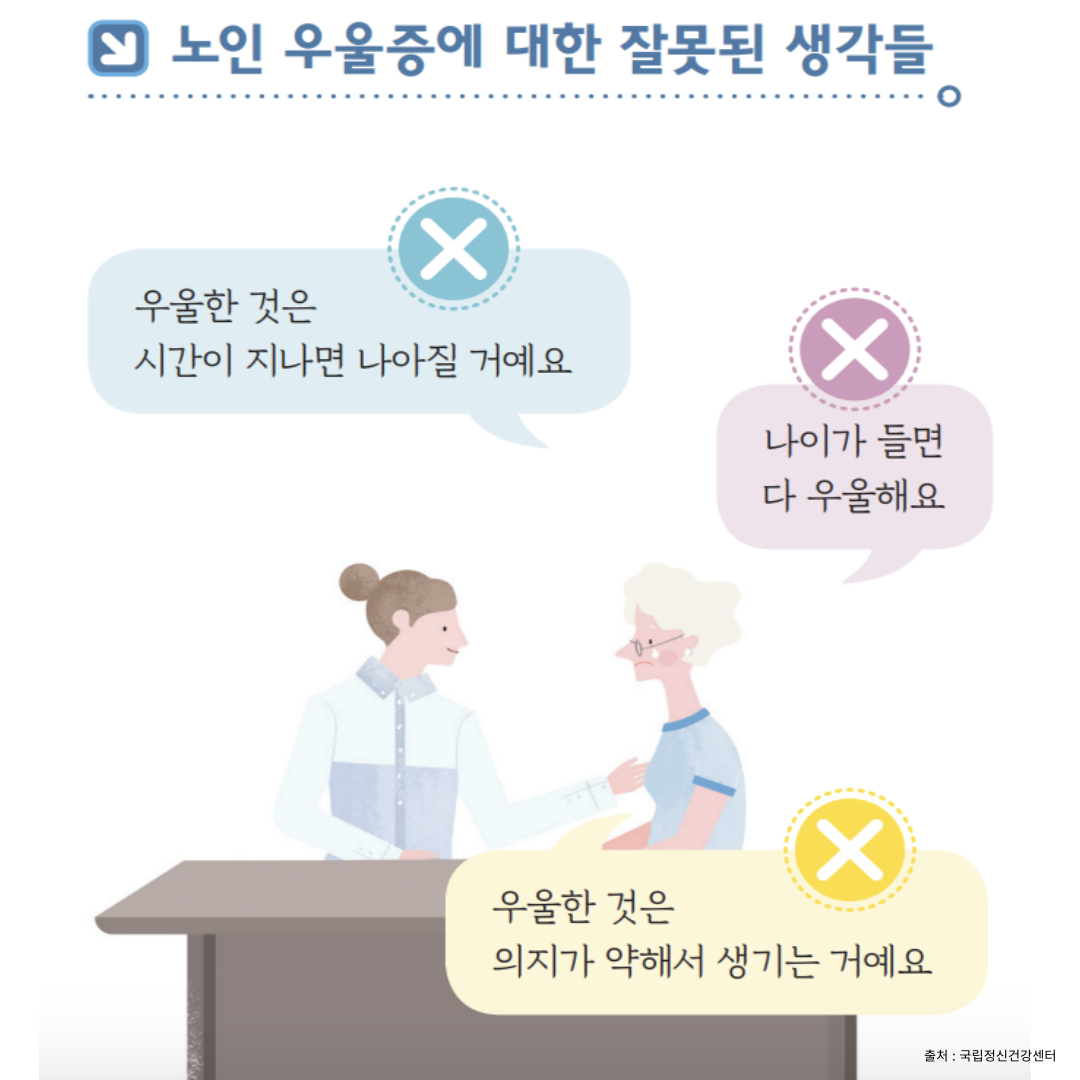 노인 우울증에 대한 잘못된 생각들
우울한 것은
시간이 지나면 나아질 거예요
나이가 들면
다 우울해요
우울한 것은
의지가 약해서 생기는 거예요
출처 : 국립정신건강센터